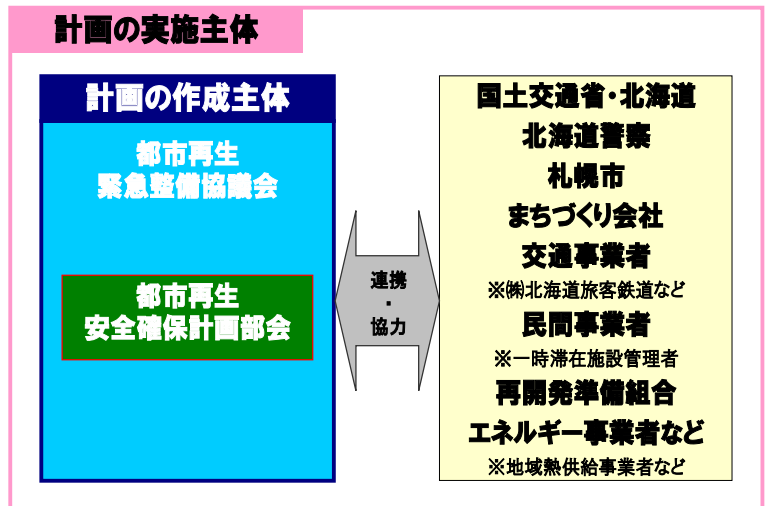 計画の実施主体
計画の作成主体
都市再生
緊急整備協議会
都市再生
安全確保計画部会
連携
・
協力
国土交通省・北海道
北海道警察
札幌市
まちづくり会社
交通事業者
※㈱北海道旅客鉄道など
民間事業者
※一時滞在施設管理者
再開発準備組合
エネルギー事業者など
※地域熱供給事業者など